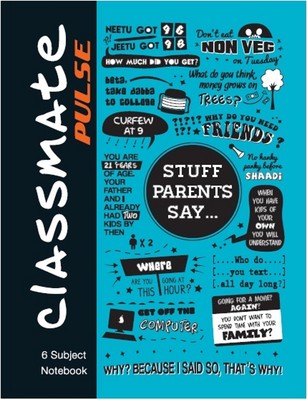 classmate
PULSE
6 Subject
Notebook
NEETU GOT 98
JEETU GOT 96
HOW MUCH DID YOU GET?
Don't eat
NON VEG
on Tuesday
beta,
take dabba
to college
What do you think,
money grows on
TREES?
CURFEW
AT 9
?!?!? WHY DO YOU NEED
FRIENDS?
No hanky
panky before
SHAADI
YOU ARE
21 YEARS
OF AGE.
YOUR
FATHER
AND I
ALREADY
HAD TWO
KIDS BY
THEN
X 2
STUFF
PARENTS
SAY...
WHEN
YOU HAVE
KIDS OF
YOUR
OWN
YOU WILL
UNDERSTAND
Where
ARE YOU GOING AT
THIS HOUR?
[...Who do....]
[...you text...]
[..all day long?]
GET OFF THE
COMPUTER.
GOING FOR A MOVIE?
AGAIN?
YOU DON'T WANT TO
SPEND TIME WITH YOUR
FAMILY?
WHY? BECAUSE I SAID SO, THAT'S WHY!